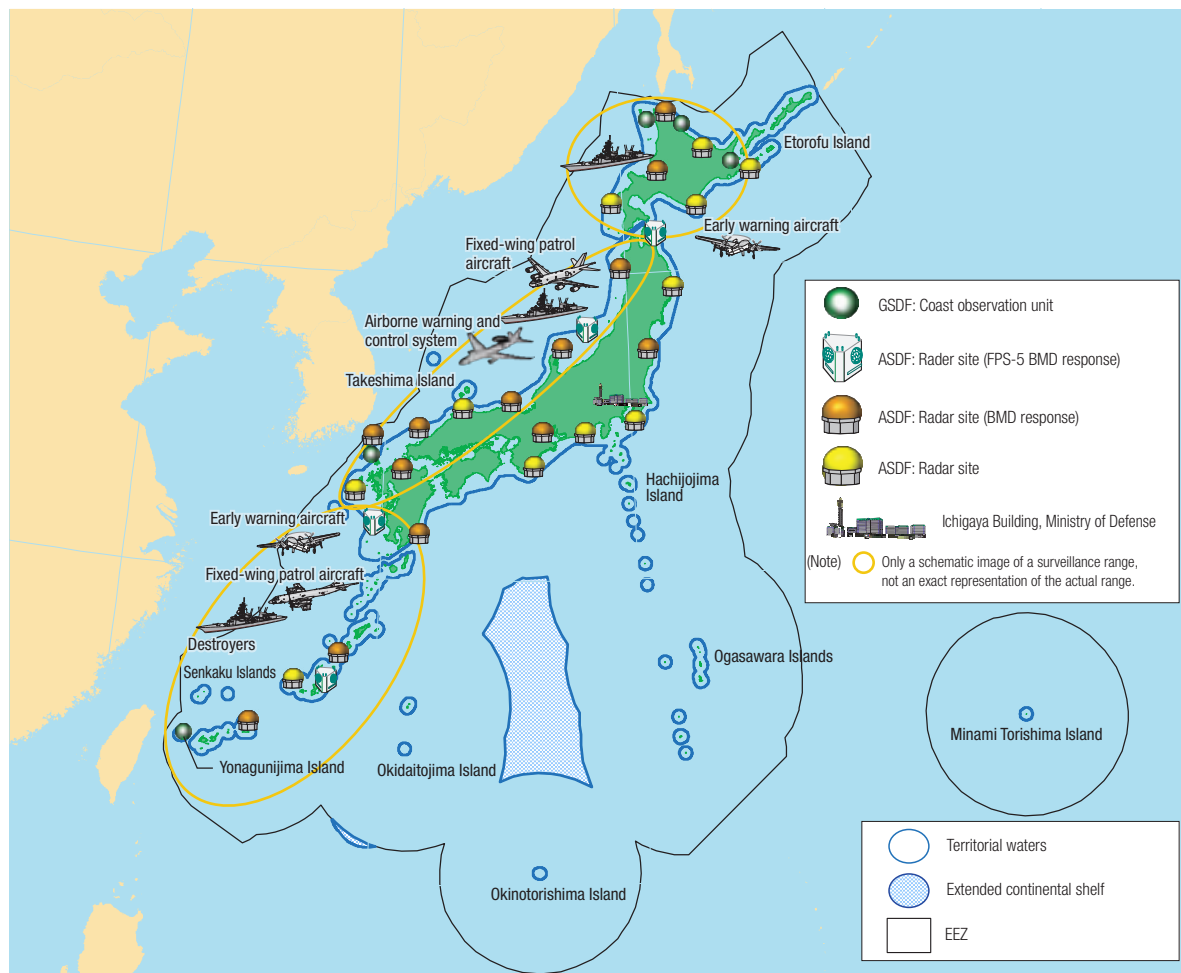 Etorofu Island
Early warning aircraft
Fixed-wing patrol
aircraft
Airborne warning and
control system
Takeshima Island
Hachijojima
Island
Early warning aircraft
Fixed-wing patrol aircraft
Destroyers
Senkaku Islands
Ogasawara Islands
Yonagunijima Island
Okidaitojima Island
Minami Torishima Island
Okinotorishima Island
GSDF: Coast observation unit
ASDF: Rader site (FPS-5 BMD response)
ASDF: Radar site (BMD response)
ASDF: Radar site
Ichigaya Building, Ministry of Defense
(Note) Only a schematic image of a surveillance range,
not an exact representation of the actual range.
Territorial waters
Extended continental shelf
EEZ